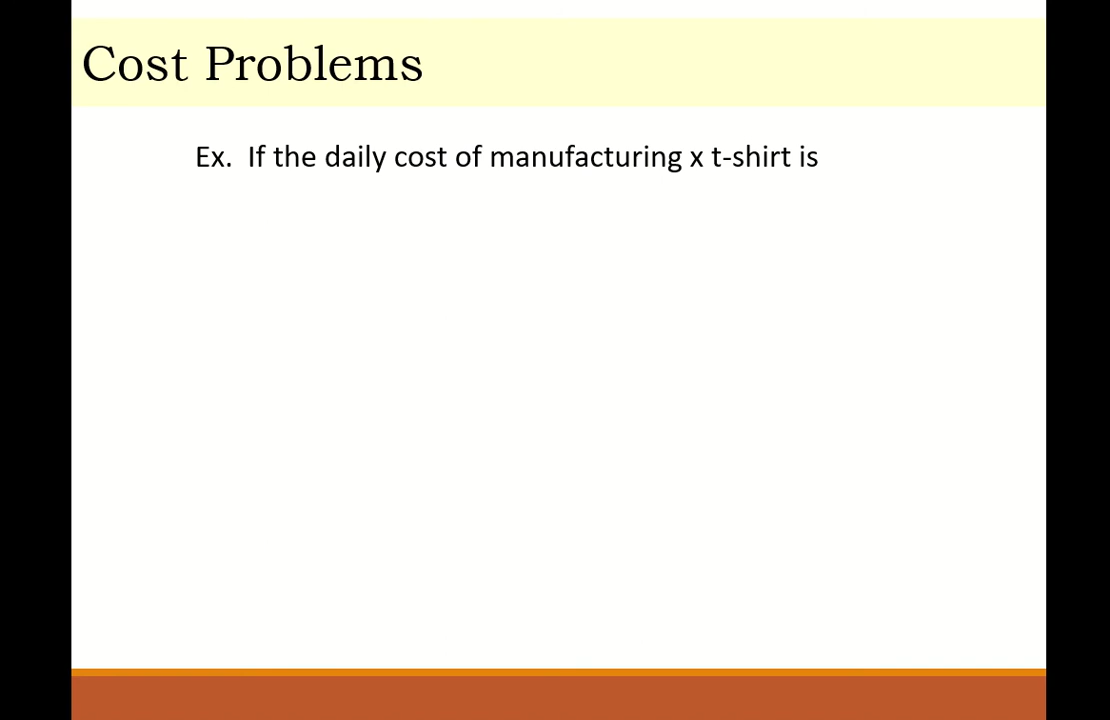 Cost Problems
Ex.  If the daily cost of manufacturing x t-shirt is